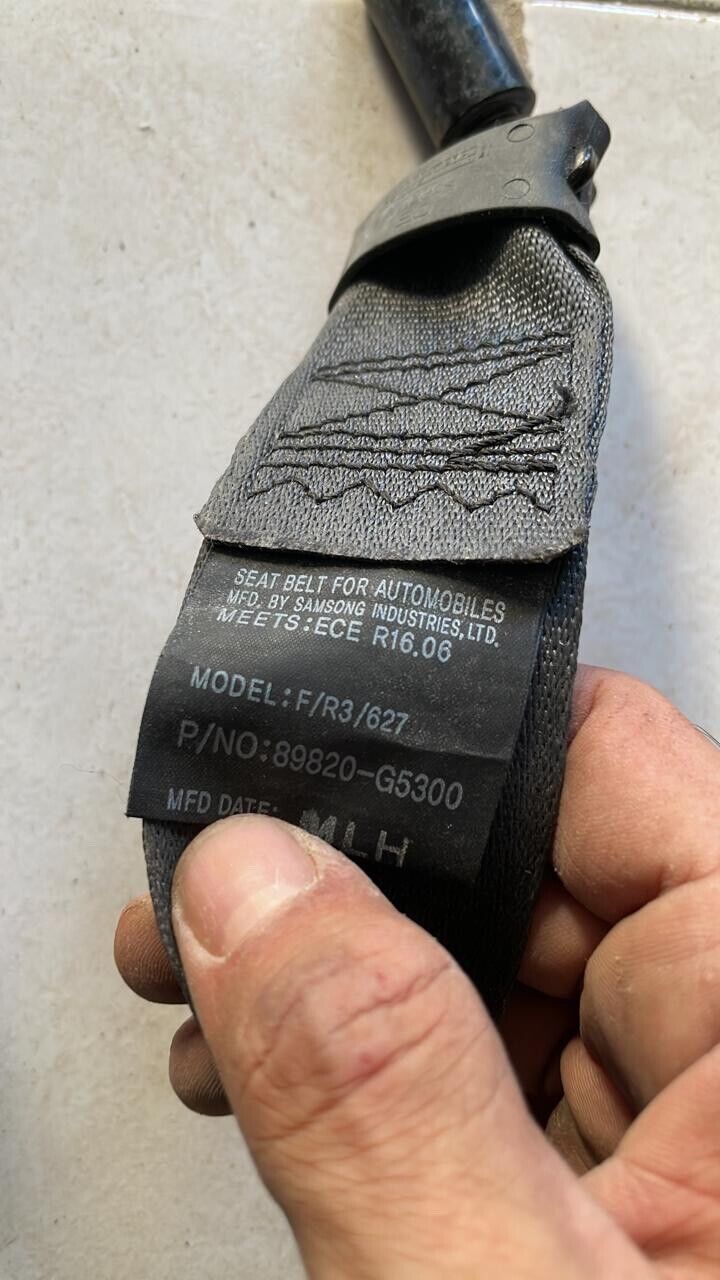 SEAT BELT FOR AUTOMOBILES
MFD. BY SAMSONG INDUSTRIES, LTD.
MEETS:ECE R16.06
MODEL:F/R3/627
P/NO:89820-G5300
MFD DATE: MLH